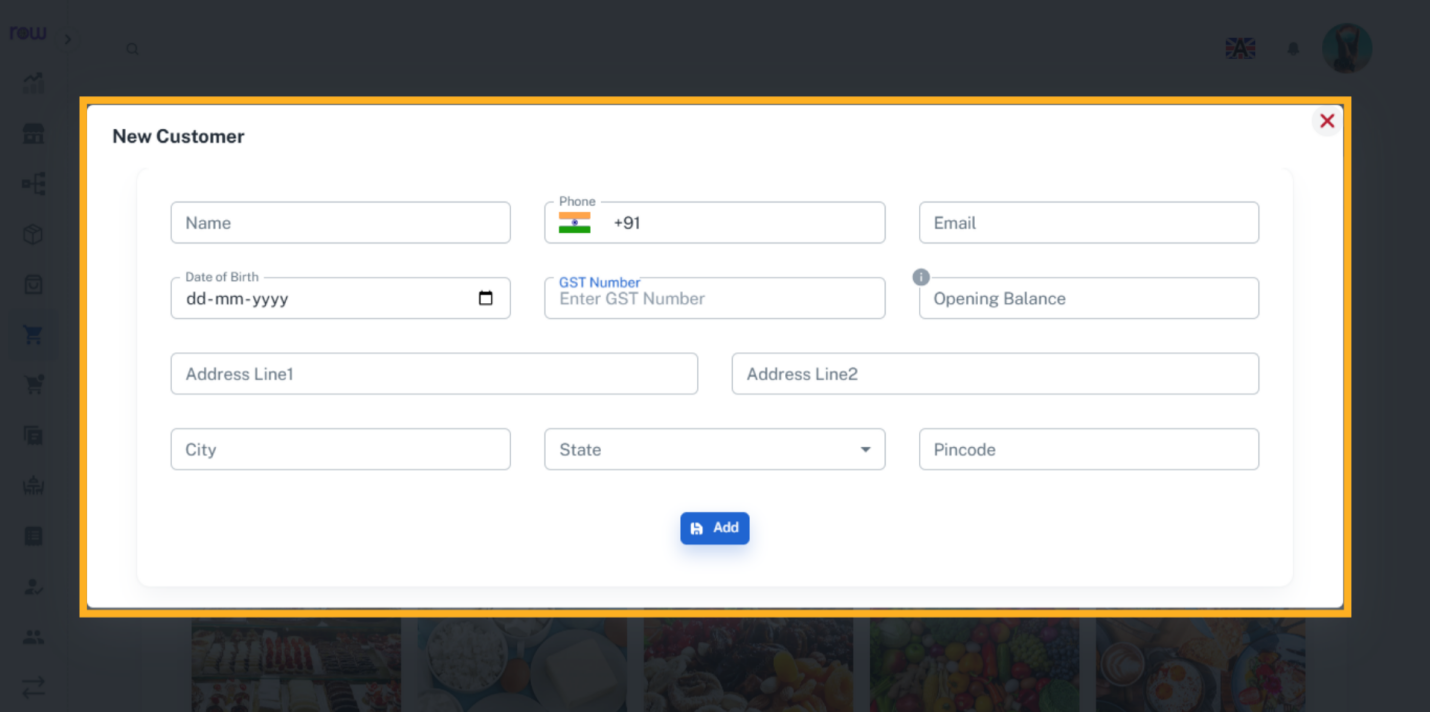 row
New Customer
Name
Phone
+91
Email
Date of Birth
dd-mm-yyyy
GST Number
Enter GST Number
Opening Balance
Address Line1
Address Line2
City
State
Pincode
Add